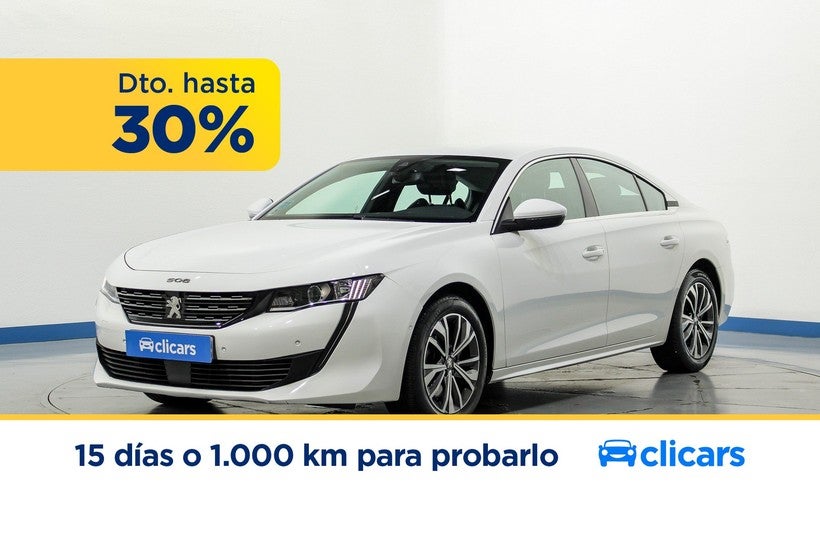 Dto. hasta
30%
508
clicars
15 días o 1.000 km para probarlo
clicars